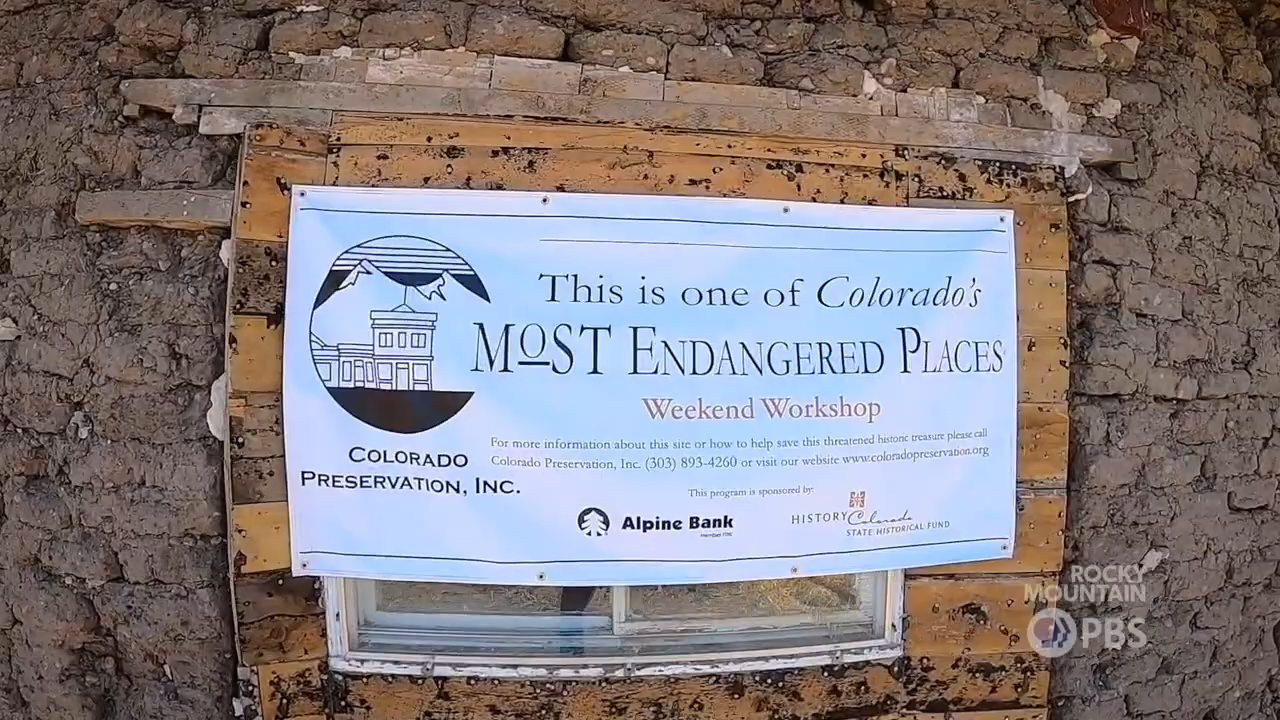 This is one of Colorado's
MOST ENDANGERED PLACES
Weekend Workshop
For more information about this site or how to help save this threatened historic treasure please call
Colorado Preservation, Inc. (303) 893-4260 or visit our website www.coloradopreservation.org
COLORADO
PRESERVATION, INC.
This program is sponsored by:
Alpine Bank
Member FDIC
HISTORY Colorado
STATE HISTORICAL FUND
ROCKY
MOUNTAIN
PBS